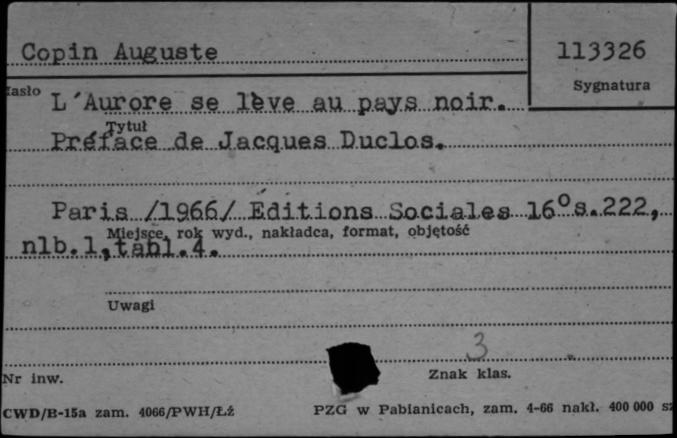 Copin Auguste
113326
Sygnatura
Hasło
L'Aurore se lève au pays noir.
Tytuł
Préface de Jacques Duclos.
Paris /1966/ Éditions Sociales 16° s.222,
Miejsce, rok wyd., nakładca, format, objętość
nlb.1,tabl.4.
Uwagi
3
Nr inw.
Znak klas.
CWD/B-15a zam. 4066/PWH/Łż
PZG w Pabianicach, zam. 4-66 nakł. 400 000